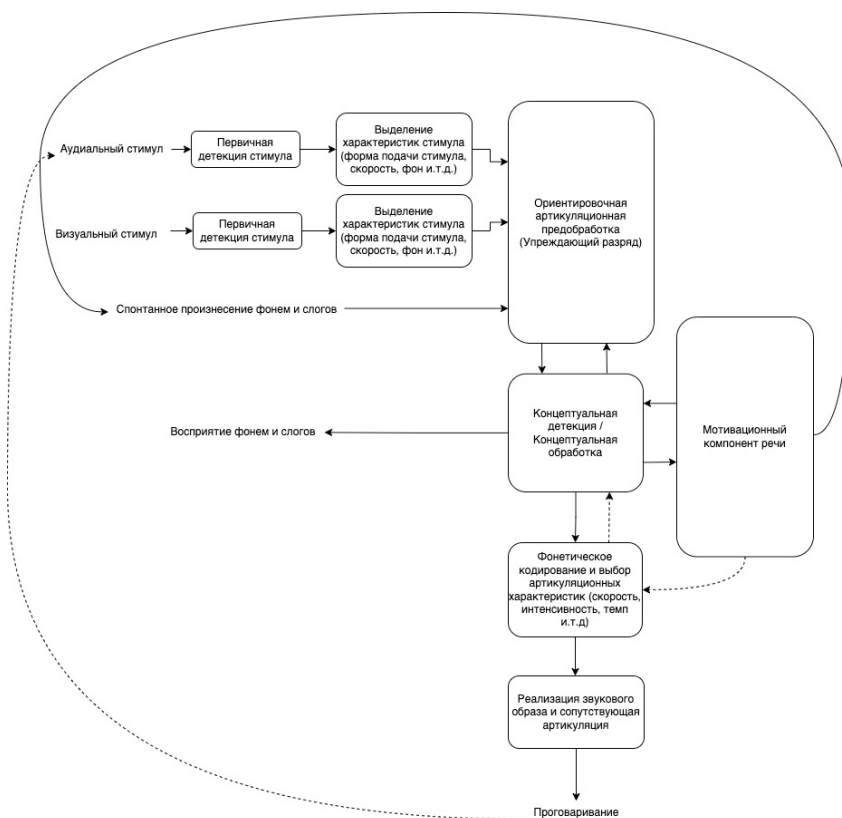 Аудиальный стимул
Первичная
детекция стимула
Выделение
характеристик стимула
(форма подачи стимула,
скорость, фон и.т.д.)
Ориентировочная
артикуляционная
предобработка
(Упреждающий разряд)
Визуальный стимул
Первичная
детекция стимула
Выделение
характеристик стимула
(форма подачи стимула,
скорость, фон и.т.д.)
Спонтанное произнесение фонем и слогов
Восприятие фонем и слогов
Концептуальная
детекция /
Концептуальная
обработка
Мотивационный
компонент речи
Фонетическое
кодирование и выбор
артикуляционных
характеристик (скорость,
интенсивность, темп
и.т.д)
Реализация звукового
образа и сопутствующая
артикуляция
Проговаривание